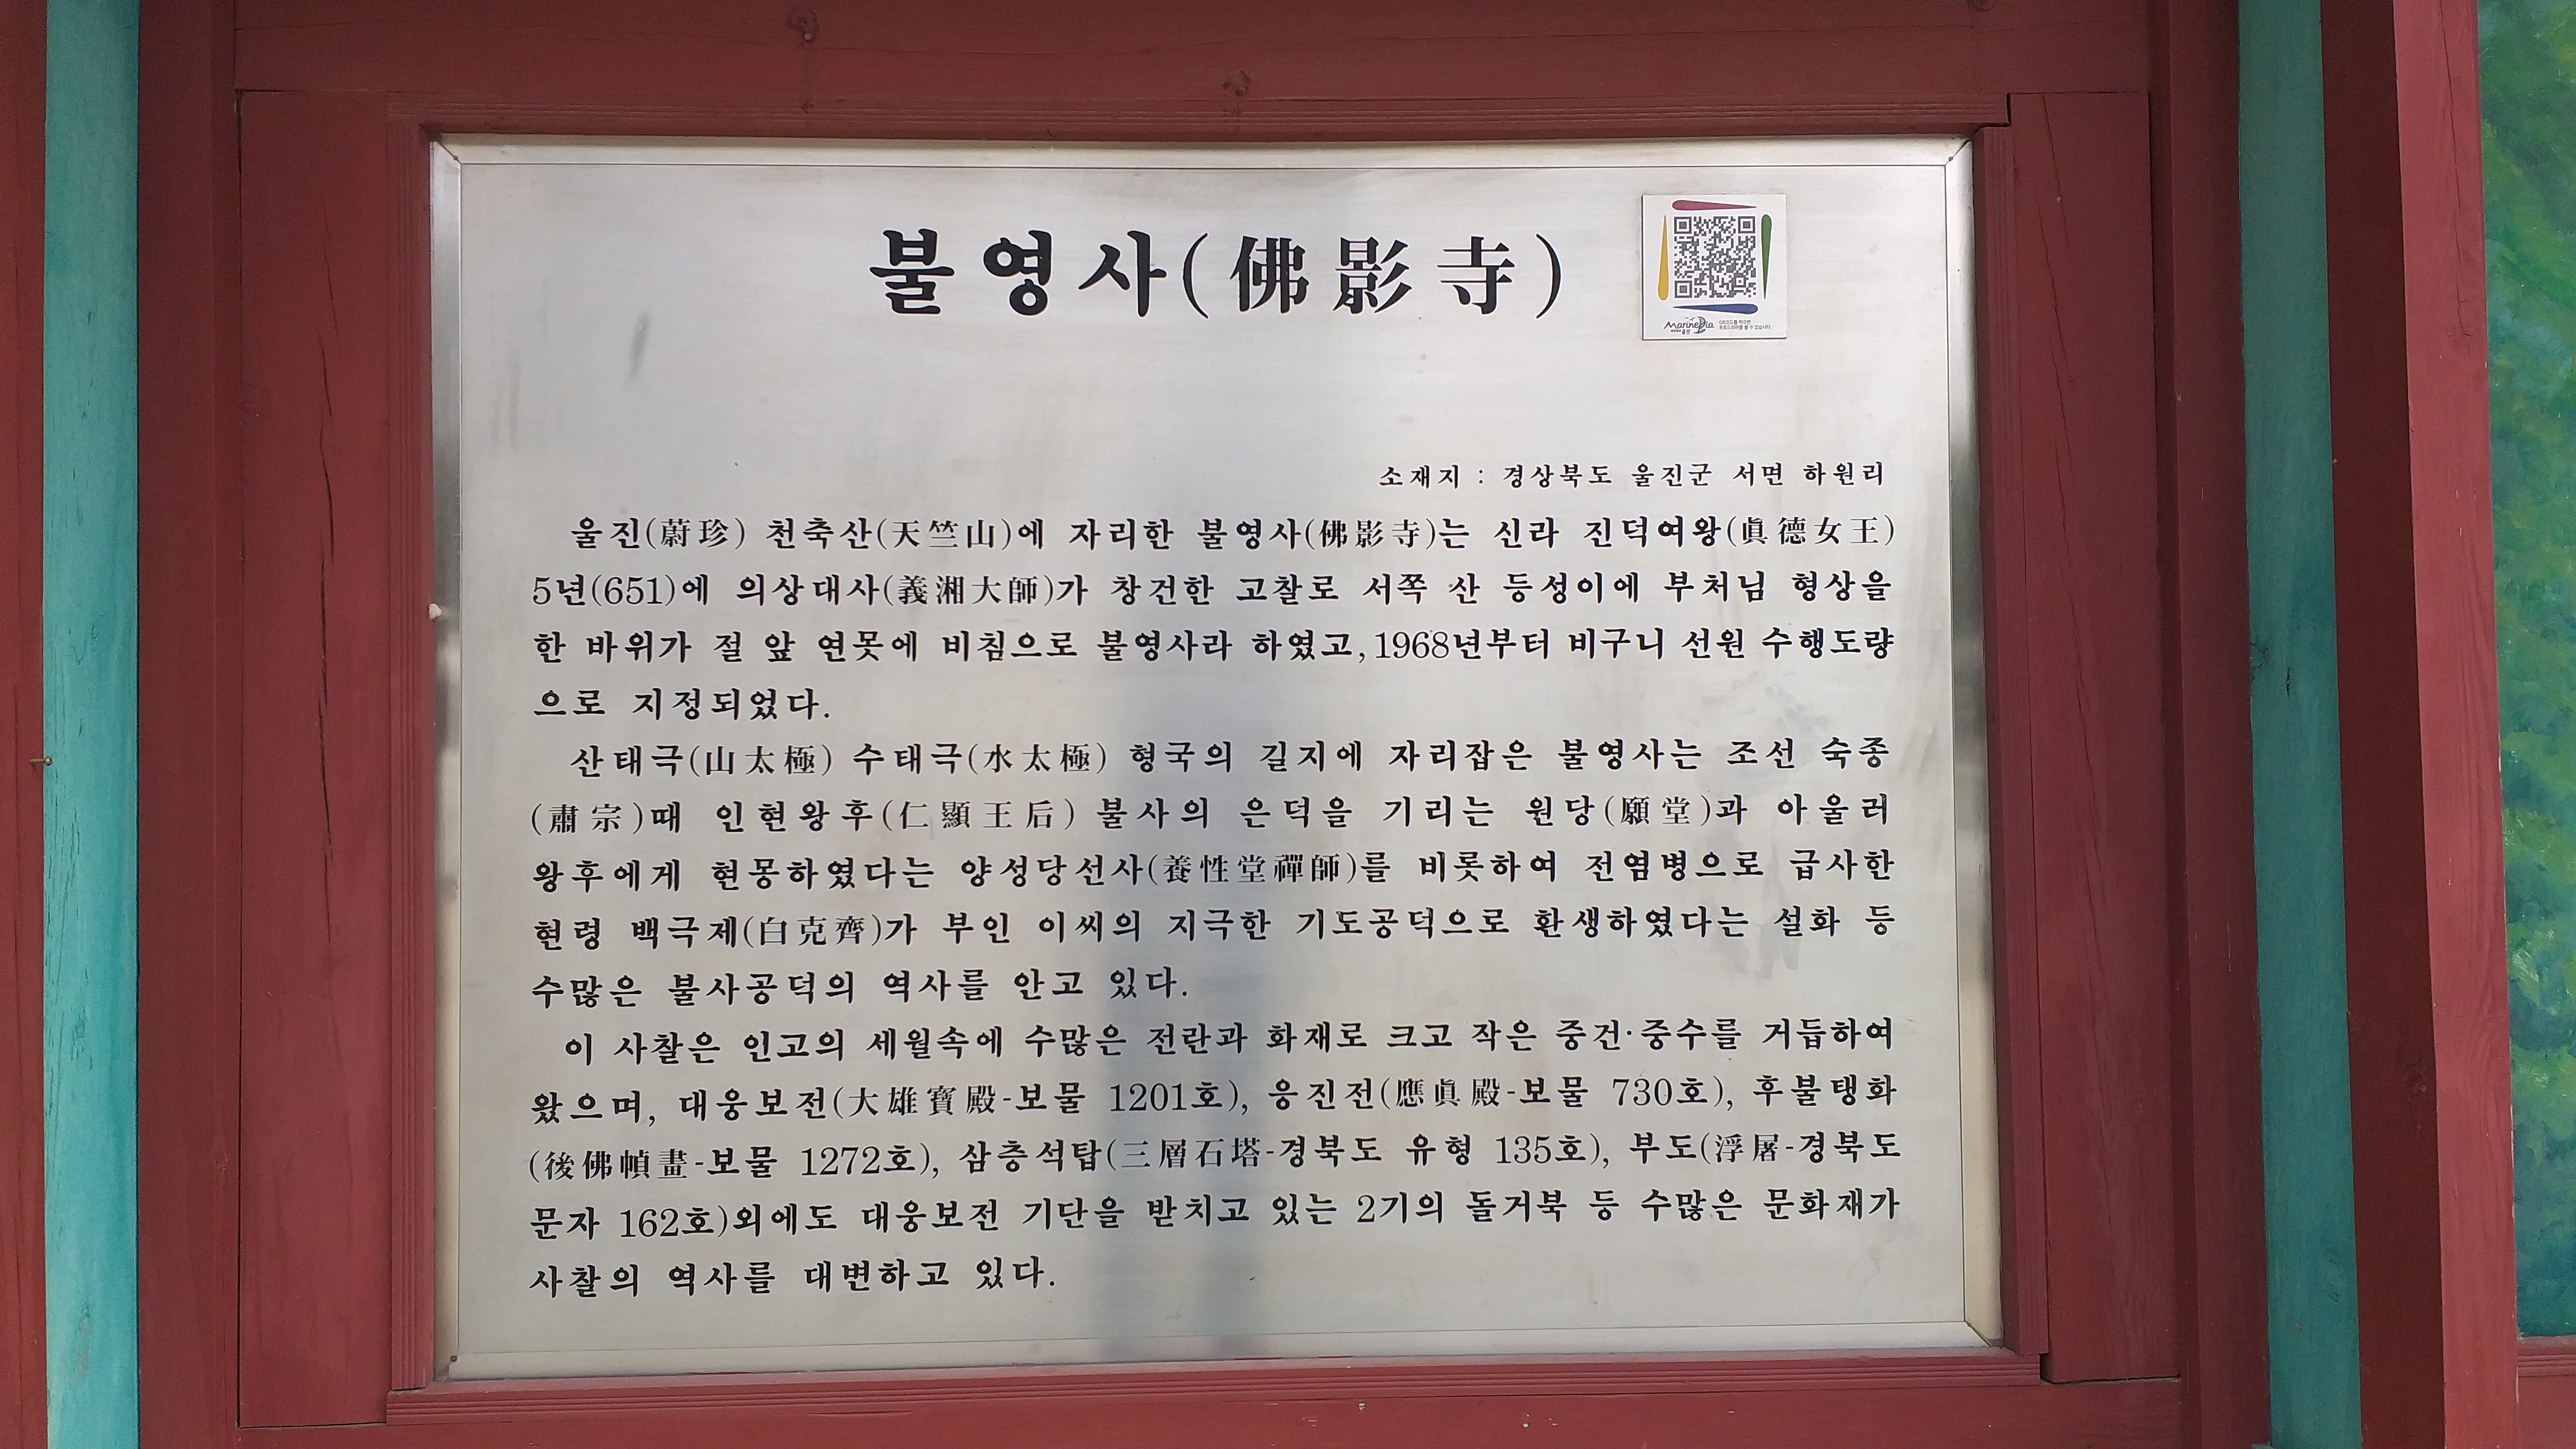 불영사(佛影寺)
Marinepia
QR코드를 찍으면
소재지 : 경상북도 울진군 서면 하원리
울진(蔚珍) 천축산(天竺山)에 자리한 불영사(佛影寺)는 신라 진덕여왕(眞德女王)
5년(651)에 의상대사(義湘大師)가 창건한 고찰로 서쪽 산 등성이에 부처님 형상을
한 바위가 절 앞 연못에 비침으로 불영사라 하였고, 1968년부터 비구니 선원 수행도량
으로 지정되었다.
산태극(山太極) 수태극(水太極) 형국의 길지에 자리잡은 불영사는 조선 숙종
(肅宗)때 인현왕후(仁顯王后) 불사의 은덕을 기리는 원당(願堂)과 아울러
왕후에게 현몽하였다는 양성당선사(養性堂禪師)를 비롯하여 전염병으로 급사한
현령 백극제(白克齊)가 부인 이씨의 지극한 기도공덕으로 환생하였다는 설화 등
수많은 불사공덕의 역사를 안고 있다.
이 사찰은 인고의 세월속에 수많은 전란과 화재로 크고 작은 중건·중수를 거듭하여
왔으며, 대웅보전(大雄寶殿-보물 1201호), 응진전(應眞殿-보물 730호), 후불탱화
(後佛幀畫-보물 1272호), 삼층석탑(三層石塔-경북도 유형 135호), 부도(浮屠-경북도
문자 162호)외에도 대웅보전 기단을 받치고 있는 2기의 돌거북 등 수많은 문화재가
사찰의 역사를 대변하고 있다.